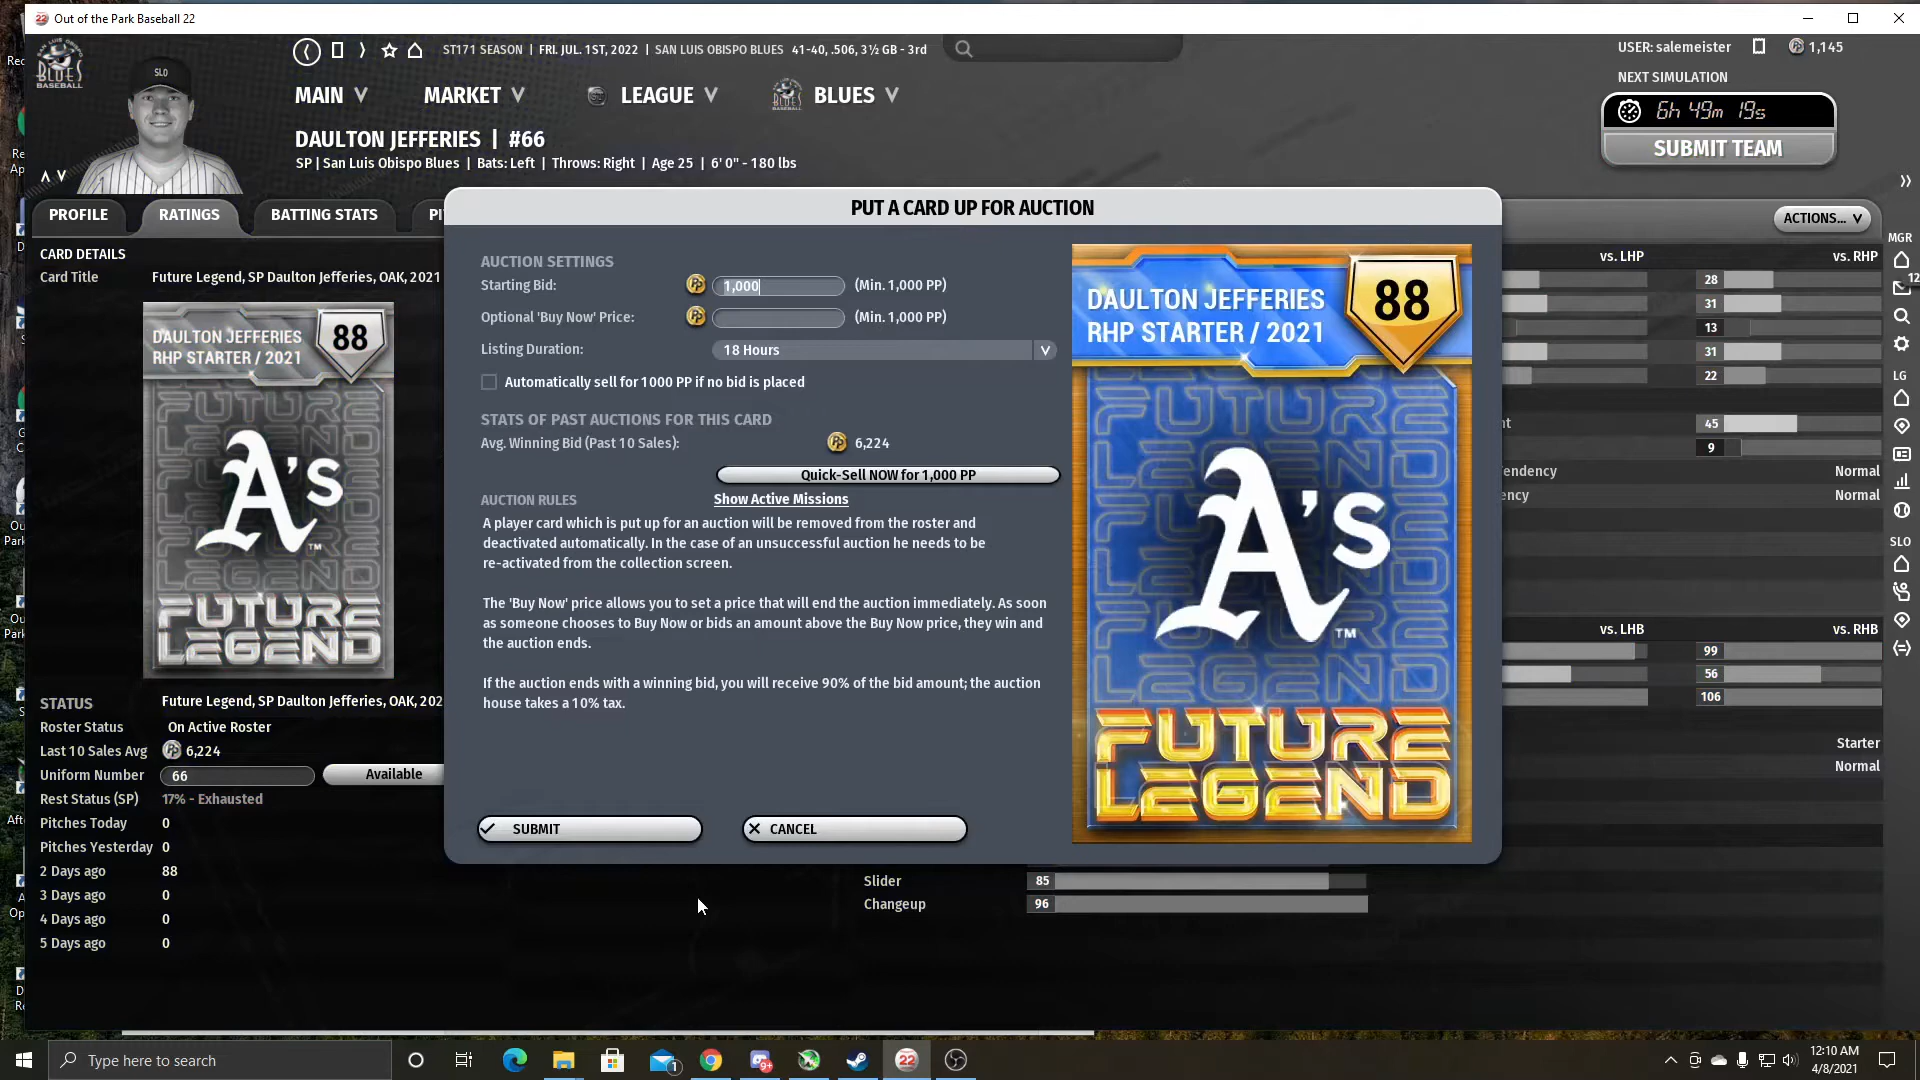 Out of the Park Baseball 22
ST171 SEASON | FRI. JUL. 1ST, 2022 | SAN LUIS OBISPO BLUES 41-40, .506, 3½ GB - 3rd
USER: salemeister 1,145
NEXT SIMULATION
6h 49m 19s
SUBMIT TEAM
BLUES
BASEBALL
SLO
MAIN MARKET LEAGUE BLUES
DAULTON JEFFERIES | #66
SP | San Luis Obispo Blues | Bats: Left | Throws: Right | Age 25 | 6' 0" - 180 lbs
PROFILE RATINGS BATTING STATS PI
ACTIONS...
CARD DETAILS
Card Title Future Legend, SP Daulton Jefferies, OAK, 2021
DAULTON JEFFERIES
RHP STARTER / 2021
88
A's
TM
FUTURE
LEGEND
STATUS Future Legend, SP Daulton Jefferies, OAK, 202
Roster Status On Active Roster
Last 10 Sales Avg 6,224
Uniform Number 66 Available
Rest Status (SP) 17% - Exhausted
Pitches Today 0
Pitches Yesterday 0
2 Days ago 88
3 Days ago 0
4 Days ago 0
5 Days ago 0
PUT A CARD UP FOR AUCTION
AUCTION SETTINGS
Starting Bid: 1,000 (Min. 1,000 PP)
Optional 'Buy Now' Price: (Min. 1,000 PP)
Listing Duration: 18 Hours
Automatically sell for 1000 PP if no bid is placed
STATS OF PAST AUCTIONS FOR THIS CARD
Avg. Winning Bid (Past 10 Sales): 6,224
Quick-Sell NOW for 1,000 PP
AUCTION RULES Show Active Missions
A player card which is put up for an auction will be removed from the roster and
deactivated automatically. In the case of an unsuccessful auction he needs to be
re-activated from the collection screen.
The 'Buy Now' price allows you to set a price that will end the auction immediately. As soon
as someone chooses to Buy Now or bids an amount above the Buy Now price, they win and
the auction ends.
If the auction ends with a winning bid, you will receive 90% of the bid amount; the auction
house takes a 10% tax.
SUBMIT CANCEL
DAULTON JEFFERIES
RHP STARTER / 2021
88
FUTURE
LEGEND
FUTURE
LEGEND
A's
TM
FUTURE
LEGEND
vs. LHP vs. RHP
28
31
13
31
22
nt 45
9
endency Normal
ency Normal
vs. LHB vs. RHB
99
56
106
Starter
Normal
Slider 85
Changeup 96
MGR
12
LG
SLO
Type here to search
12:10 AM
4/8/2021